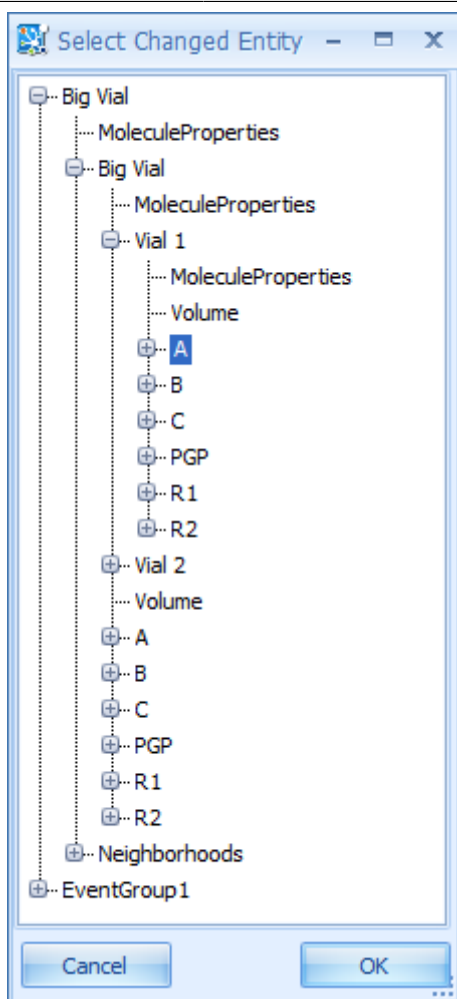 Select Changed Entity
Big Vial
MoleculeProperties
Big Vial
MoleculeProperties
Vial 1
MoleculeProperties
Volume
A
B
C
PGP
R1
R2
Vial 2
Volume
A
B
C
PGP
R1
R2
Neighborhoods
EventGroup1
Cancel OK